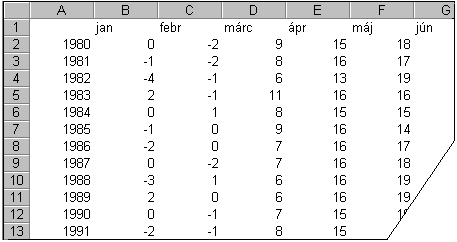 A B C D E F G
1 jan febr márc ápr máj jún
2 1980 0 -2 9 15 18
3 1981 -1 -2 8 16 17
4 1982 -4 -1 6 13 19
5 1983 2 -1 11 16 16
6 1984 0 1 8 15 15
7 1985 -1 0 9 16 14
8 1986 -2 0 7 16 17
9 1987 0 -2 7 16 18
10 1988 -3 1 6 16 19
11 1989 2 0 6 16 19
12 1990 0 -1 7 15
13 1991 -2 -1 8 15